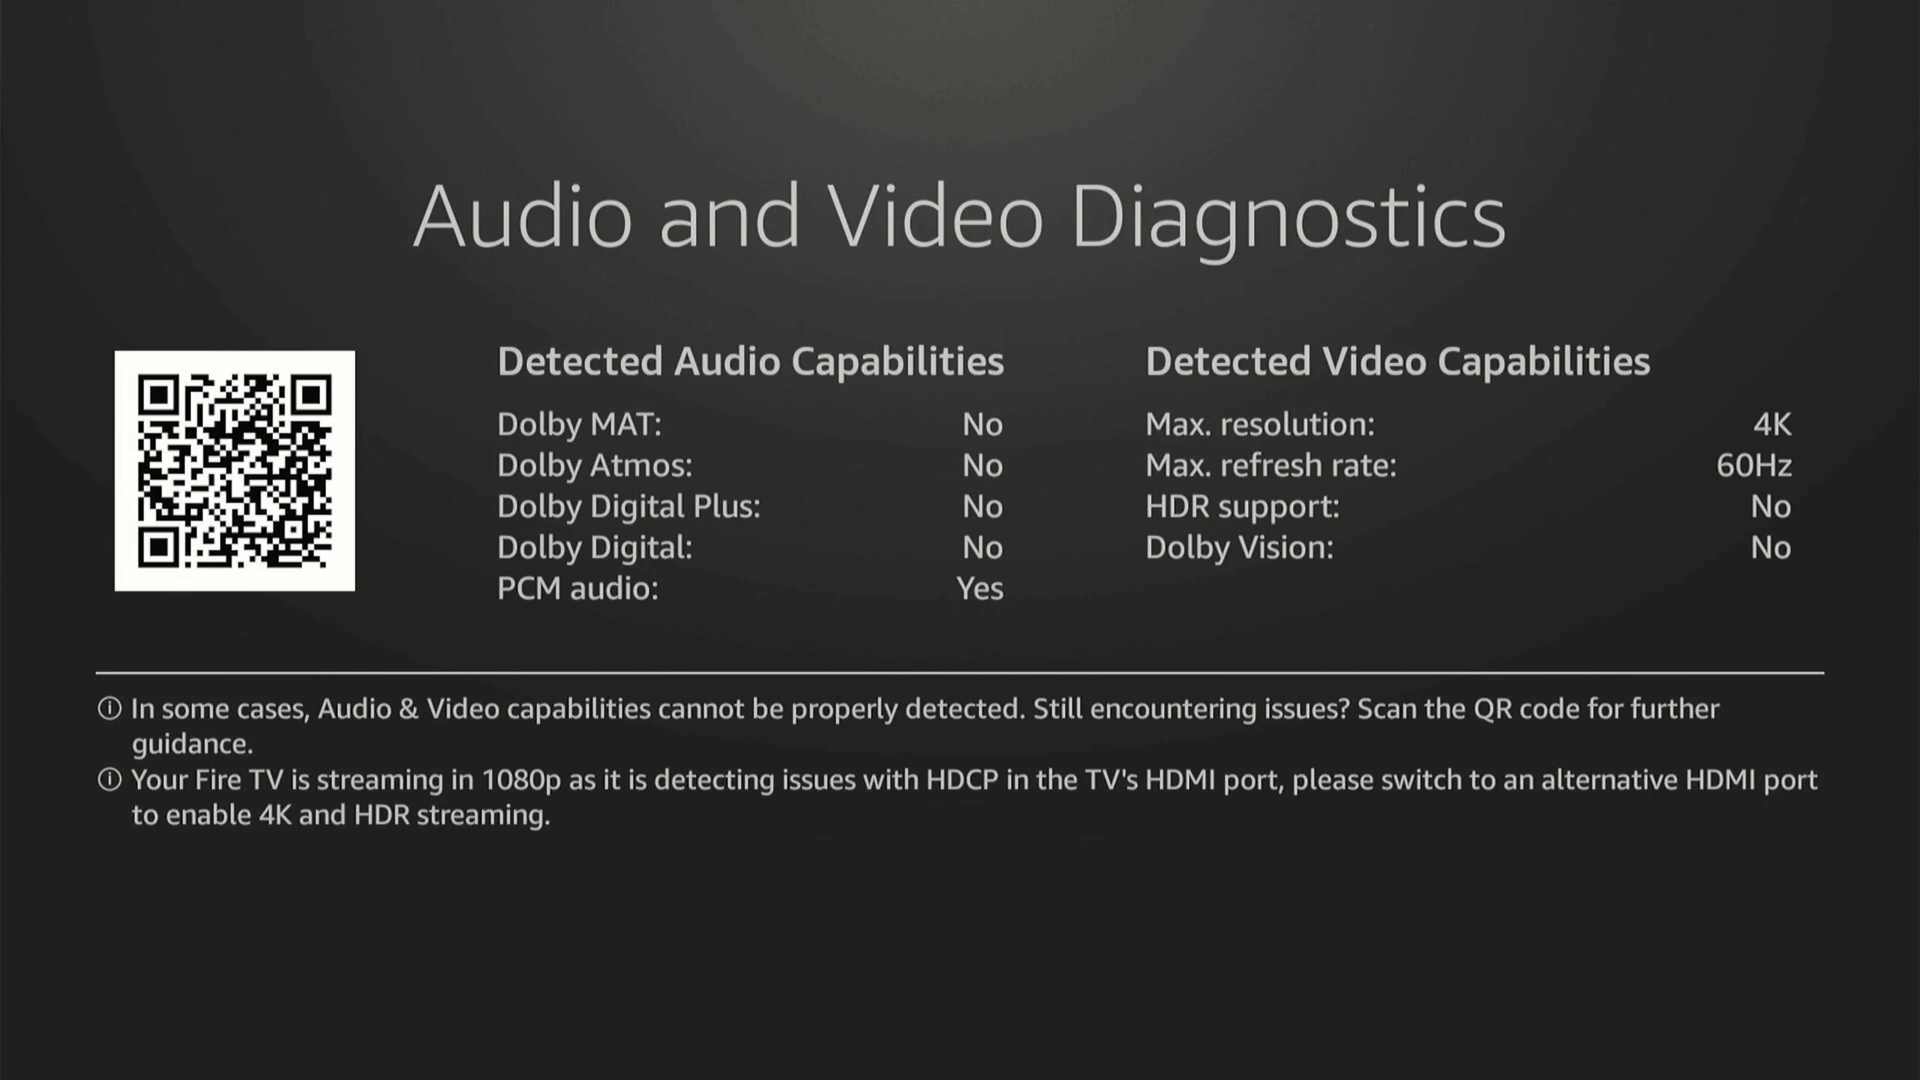 Audio and Video Diagnostics
Detected Audio Capabilities
Dolby MAT: No
Dolby Atmos: No
Dolby Digital Plus: No
Dolby Digital: No
PCM audio: Yes
Detected Video Capabilities
Max. resolution: 4K
Max. refresh rate: 60Hz
HDR support: No
Dolby Vision: No
ⓘ In some cases, Audio & Video capabilities cannot be properly detected. Still encountering issues? Scan the QR code for further
guidance.
ⓘ Your Fire TV is streaming in 1080p as it is detecting issues with HDCP in the TV's HDMI port, please switch to an alternative HDMI port
to enable 4K and HDR streaming.